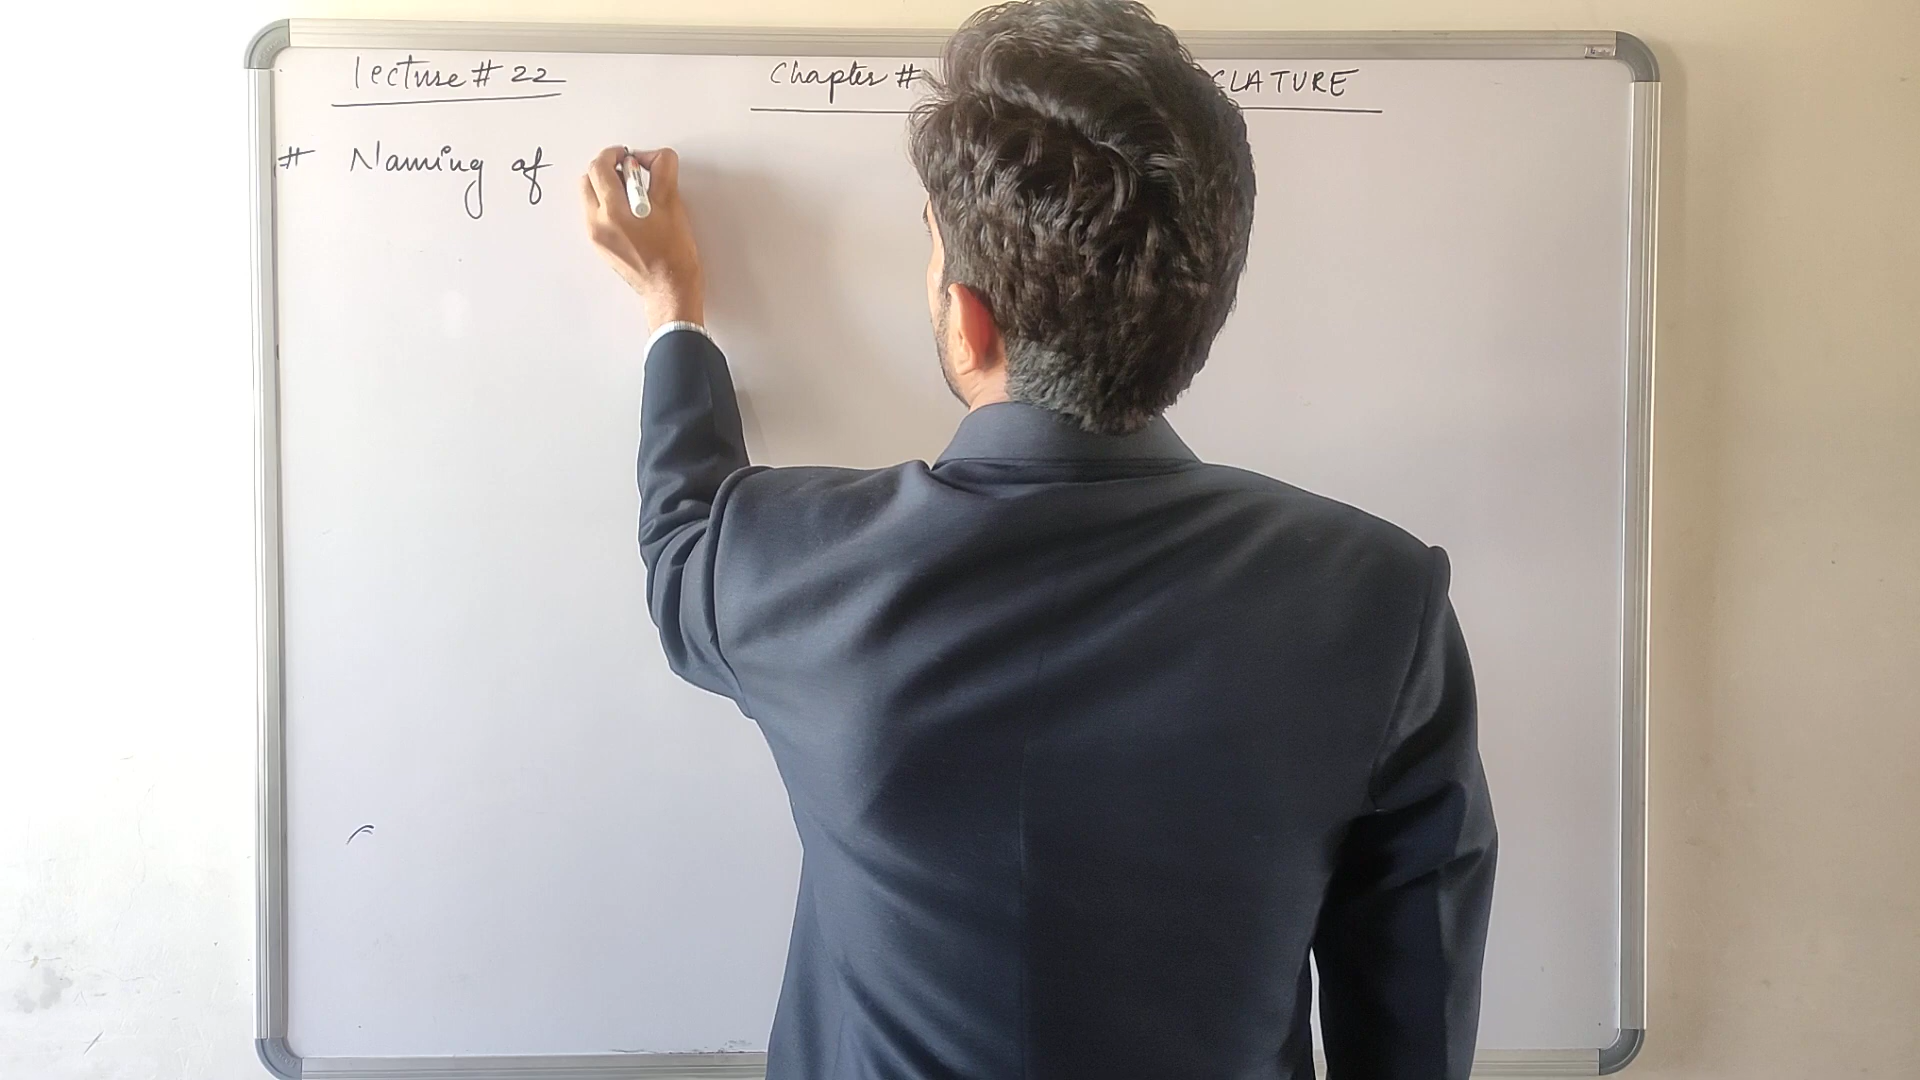 Lecture # 22
Chapter # CLATURE
# Naming of